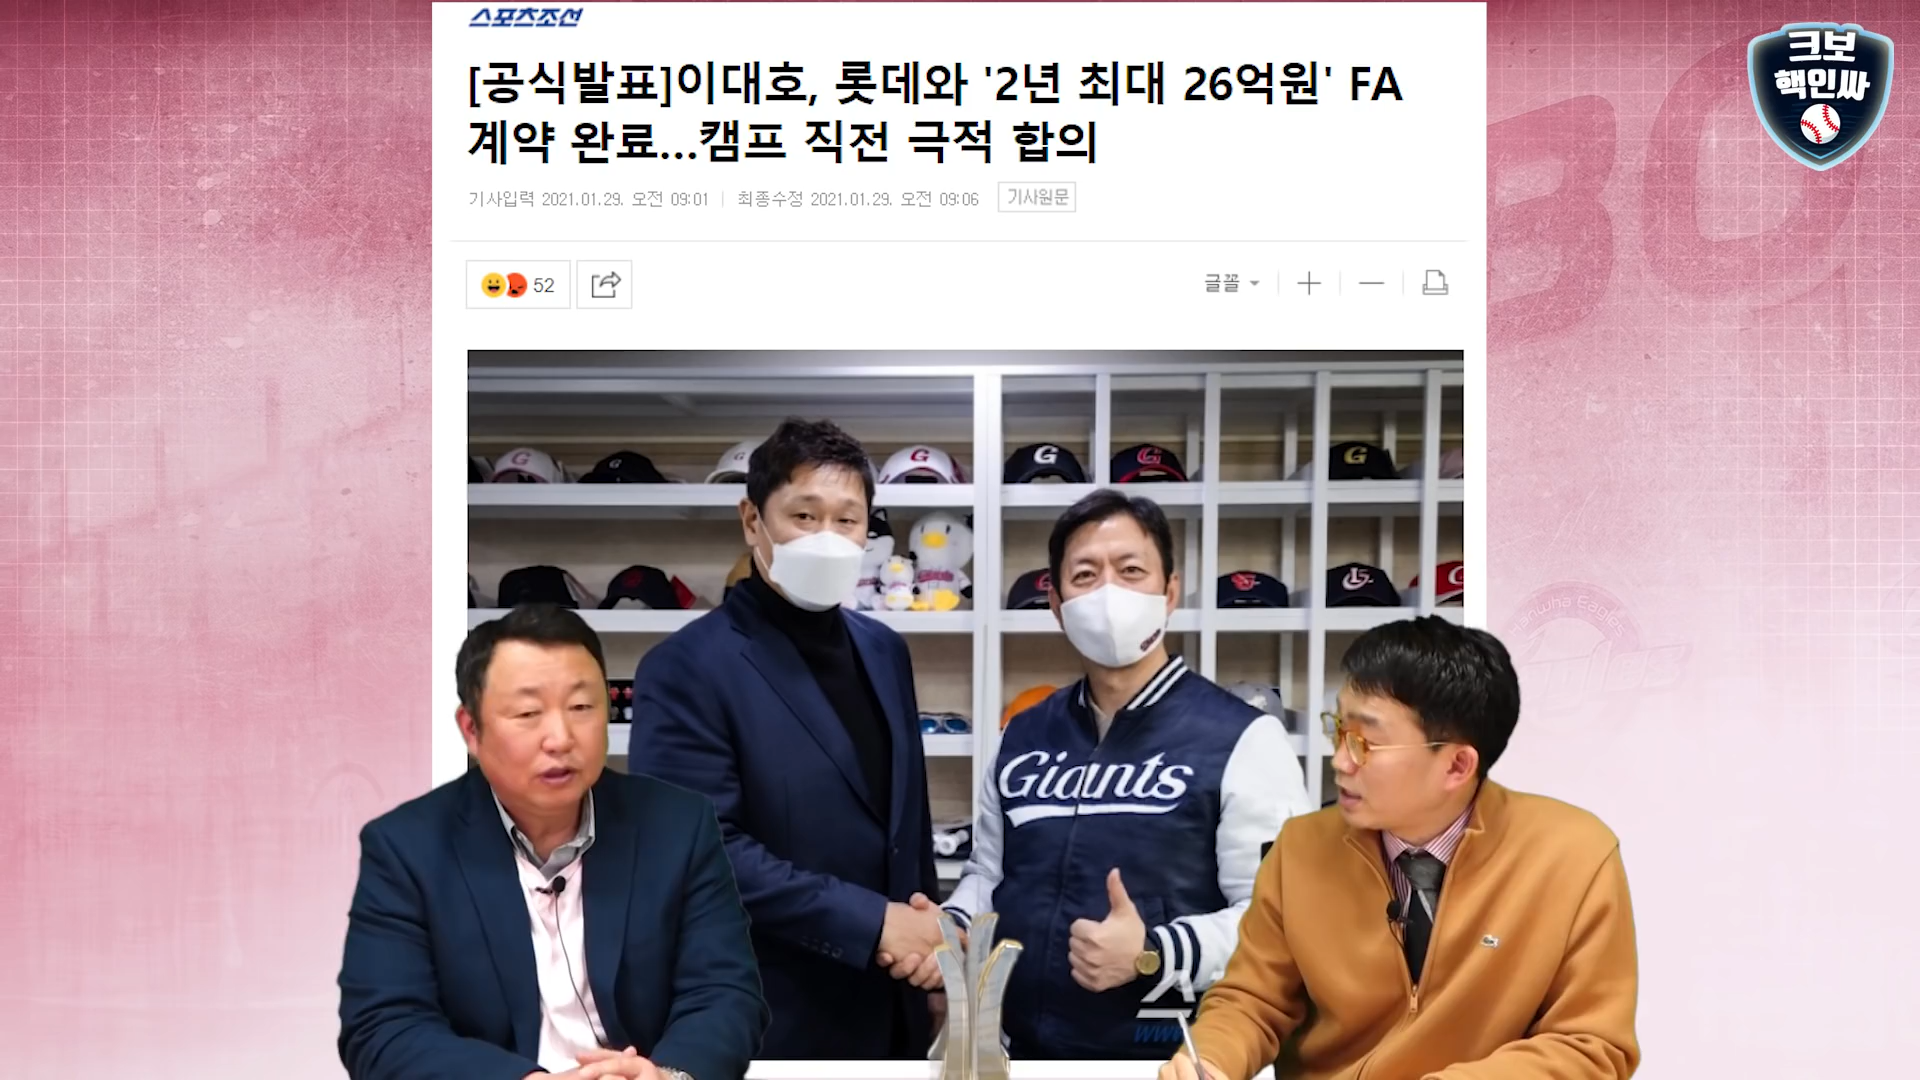 스포츠조선
[공식발표]이대호, 롯데와 '2년 최대 26억원' FA
계약 완료...캠프 직전 극적 합의
기사입력 2021.01.29. 오전 09:01 최종수정 2021.01.29. 오전 09:06 기사원문
52
글꼴
크보
핵인싸
G G G G G G G
Giants
스